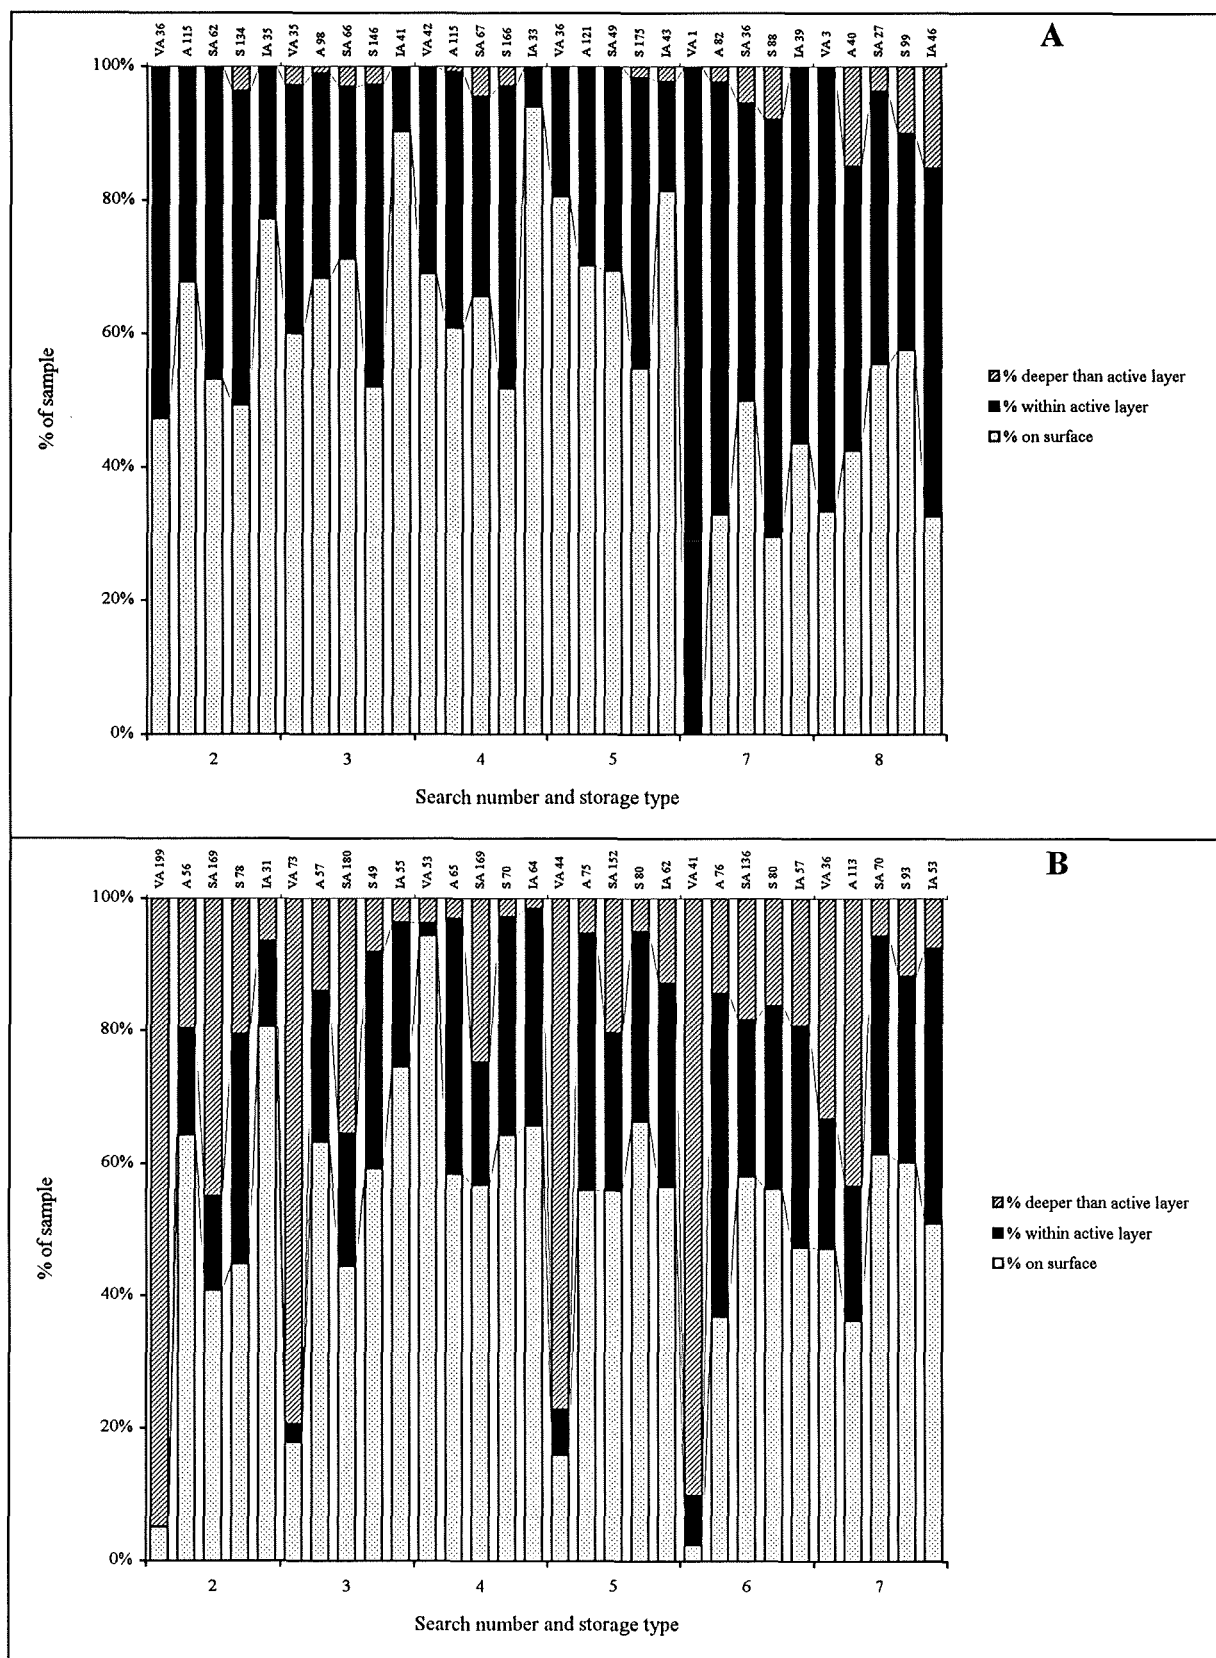 A
VA 36
A 115
SA 62
S 134
IA 35
VA 35
A 98
SA 66
S 146
IA 41
VA 42
A 115
SA 67
S 166
IA 33
VA 36
A 121
SA 49
S 175
IA 43
VA 1
A 82
SA 36
S 88
IA 39
VA 3
A 40
SA 27
S 99
IA 46
100%
80%
60%
40%
20%
0%
% of sample
% deeper than active layer
% within active layer
% on surface
2 3 4 5 7 8
Search number and storage type
B
VA 199
A 56
SA 169
S 78
IA 31
VA 73
A 57
SA 180
S 49
IA 55
VA 53
A 65
SA 169
S 70
IA 64
VA 44
A 75
SA 152
S 80
IA 62
VA 41
A 76
SA 136
S 80
IA 57
VA 36
A 113
SA 70
S 93
IA 53
100%
80%
60%
40%
20%
0%
% of sample
% deeper than active layer
% within active layer
% on surface
2 3 4 5 6 7
Search number and storage type